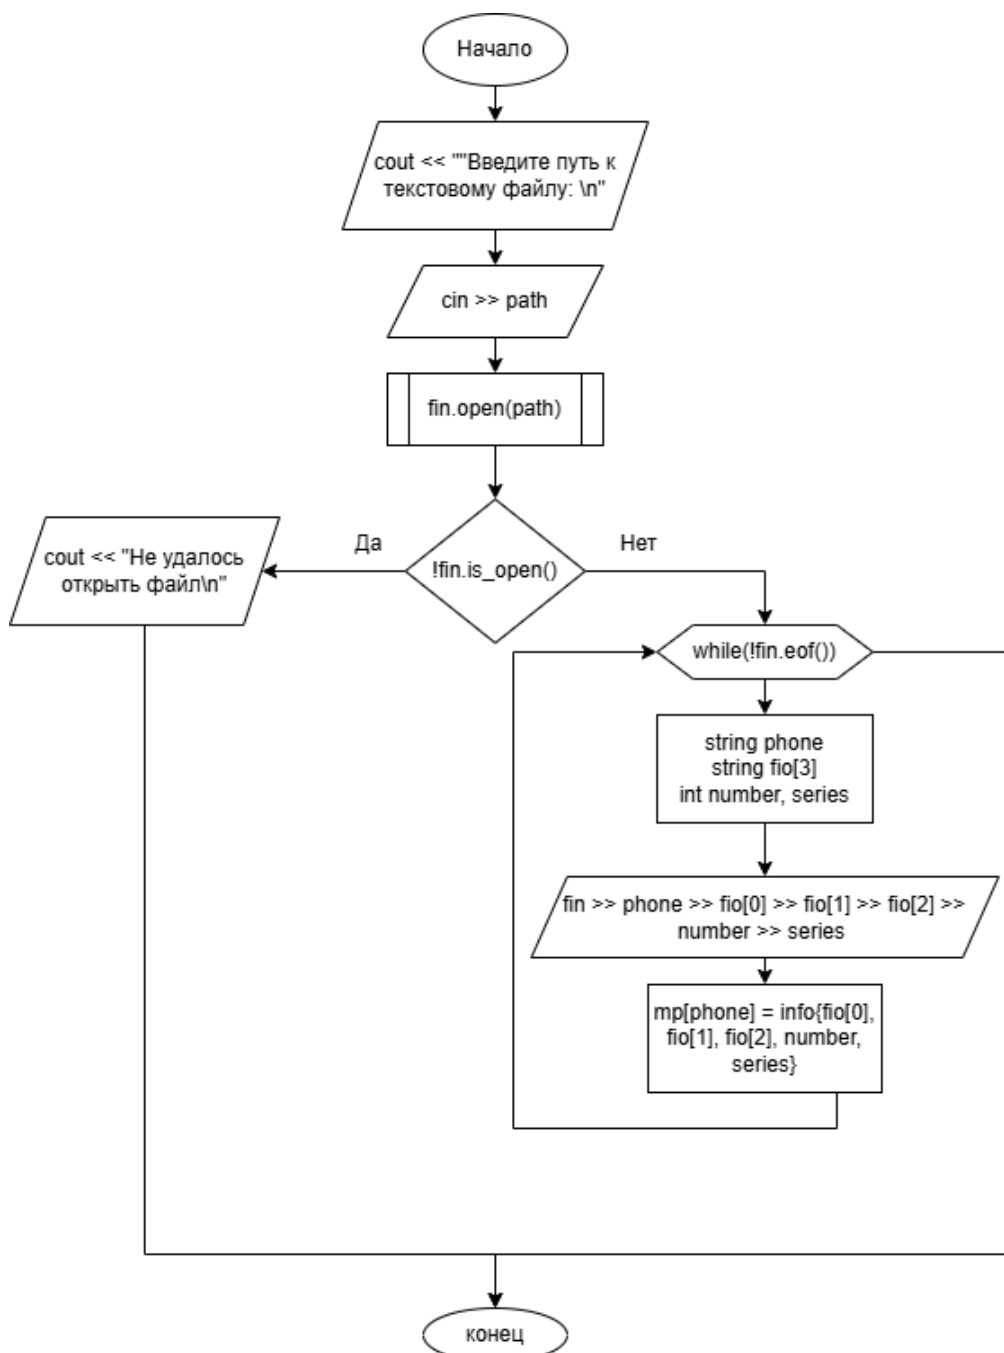 Начало
cout << ""Введите путь к
текстовому файлу: \n"
cin >> path
fin.open(path)
!fin.is_open()
Да
Нет
cout << "Не удалось
открыть файл\n"
while(!fin.eof())
string phone
string fio[3]
int number, series
fin >> phone >> fio[0] >> fio[1] >> fio[2] >>
number >> series
mp[phone] = info{fio[0],
fio[1], fio[2], number,
series}
конец